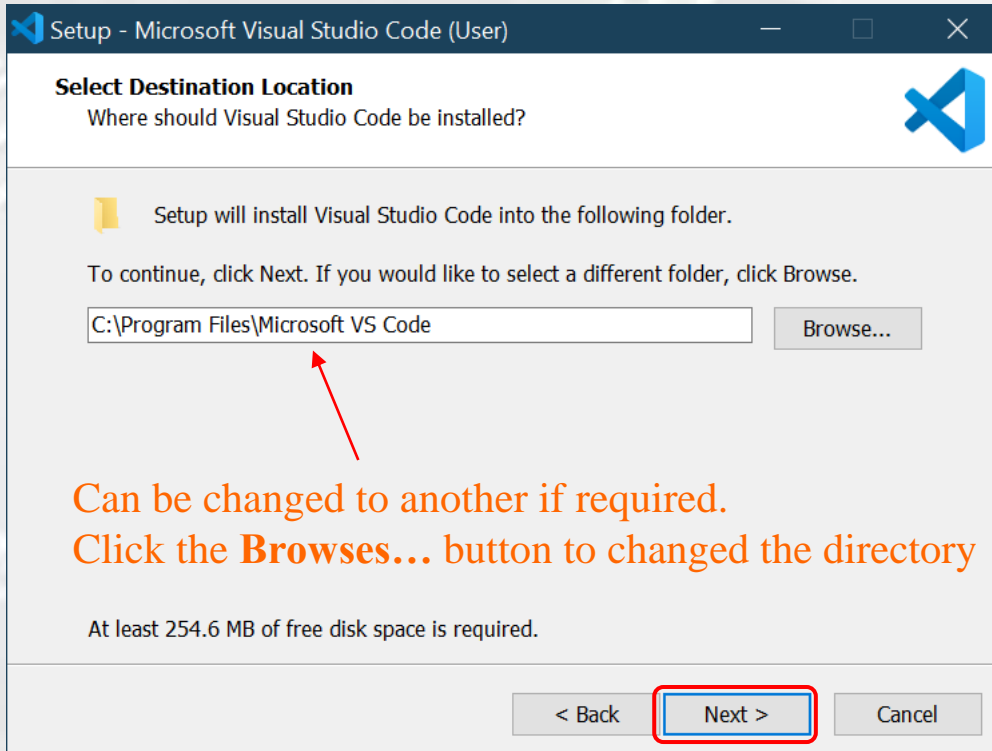 Setup - Microsoft Visual Studio Code (User)
Select Destination Location
Where should Visual Studio Code be installed?
Setup will install Visual Studio Code into the following folder.
To continue, click Next. If you would like to select a different folder, click Browse.
C:\Program Files\Microsoft VS Code
Browse...
Can be changed to another if required.
Click the Browses… button to changed the directory
At least 254.6 MB of free disk space is required.
< Back Next > Cancel